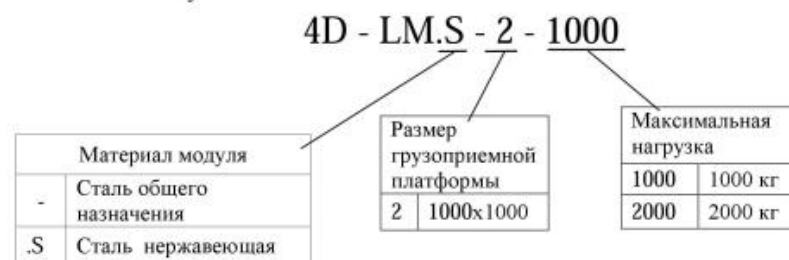 4D - LM.S - 2 - 1000
Материал модуля
- Сталь общего
назначения
.S Сталь нержавеющая
Размер
грузоприемной
платформы
2 1000х1000
Максимальная
нагрузка
1000 1000 кг
2000 2000 кг